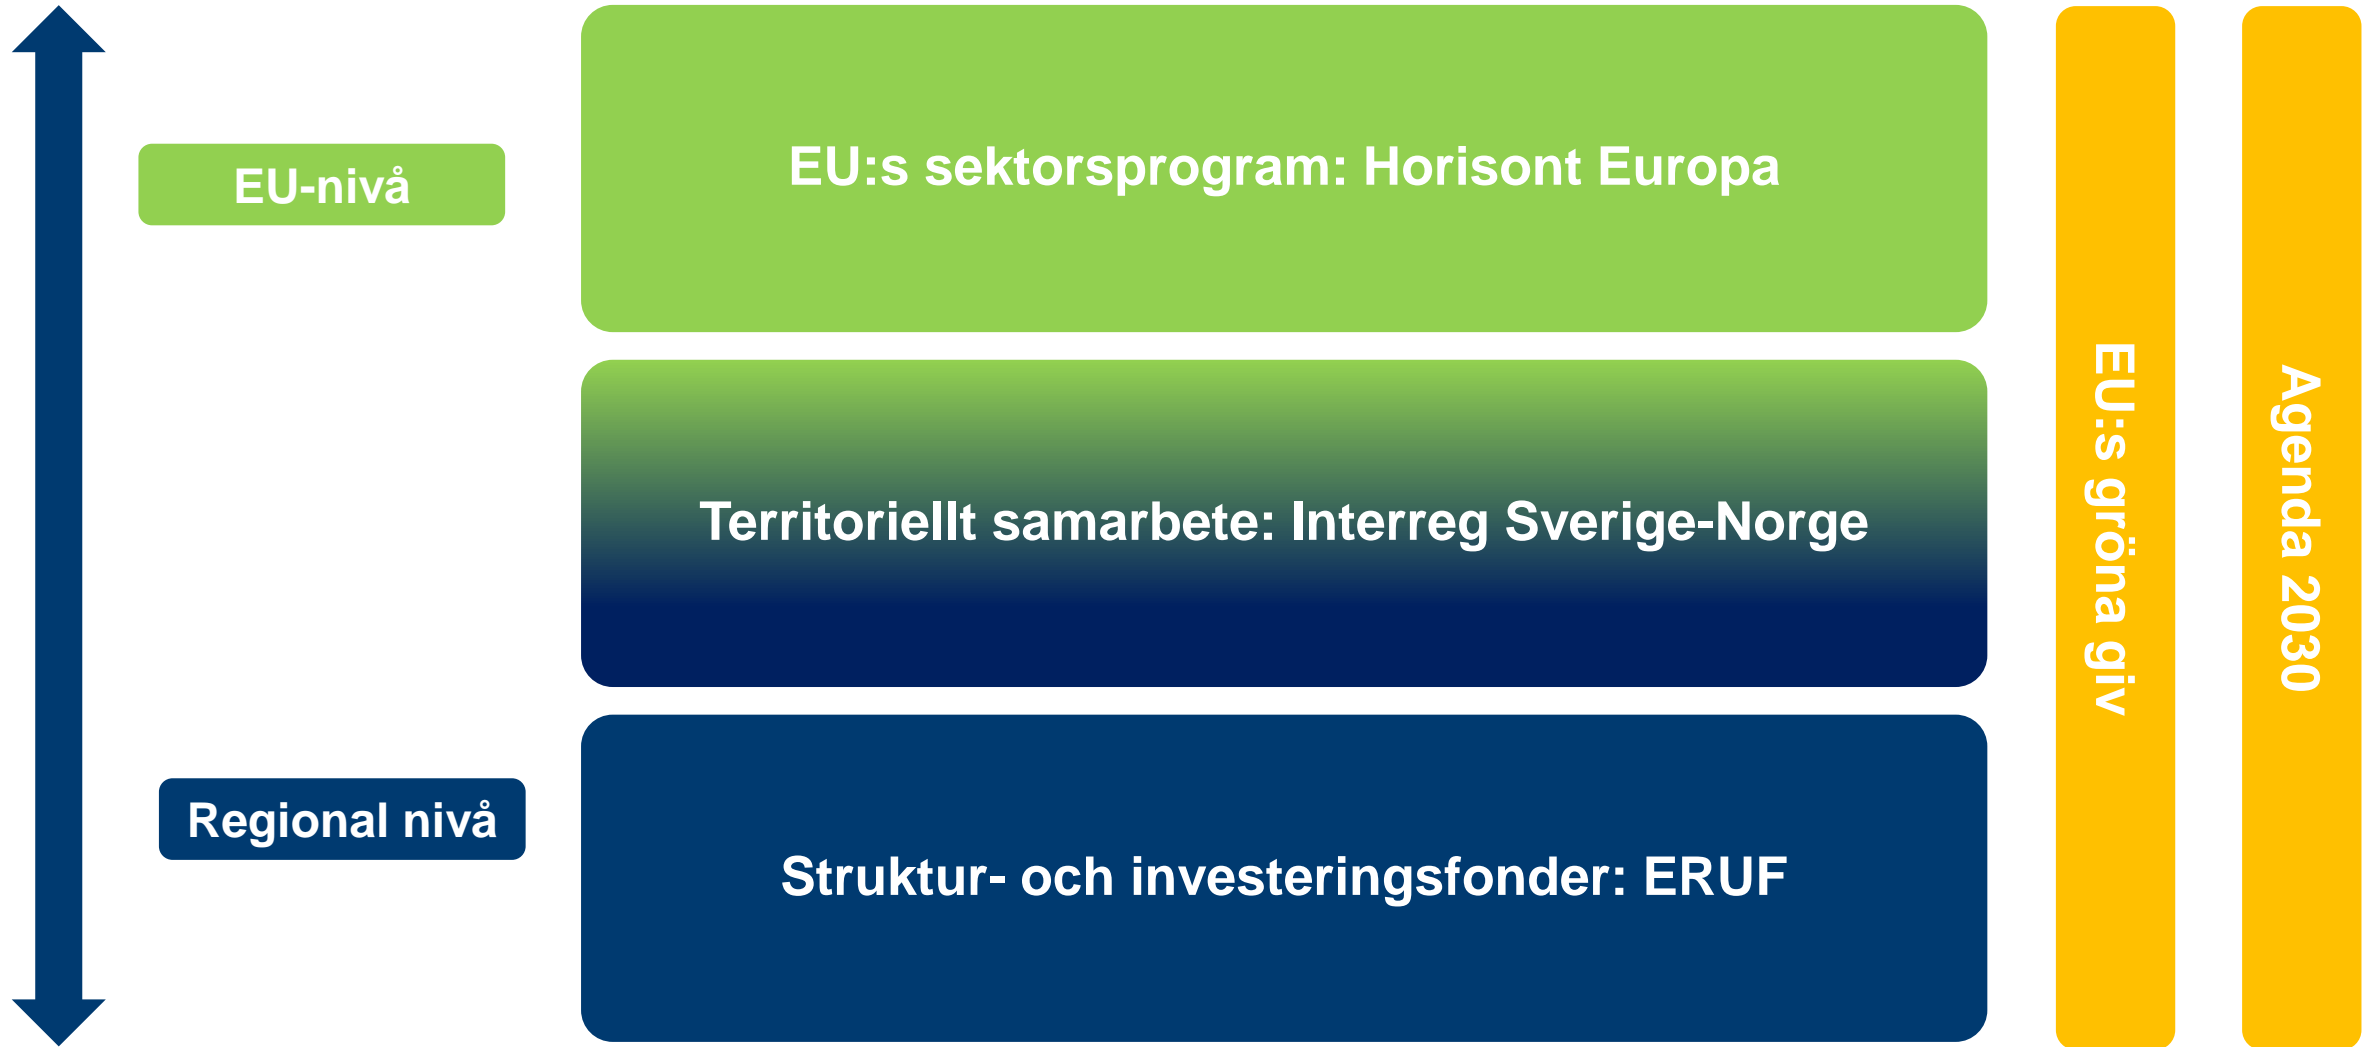 EU-nivå
EU:s sektorsprogram: Horisont Europa
Territoriellt samarbete: Interreg Sverige-Norge
Regional nivå
Struktur- och investeringsfonder: ERUF
EU:s gröna giv
Agenda 2030